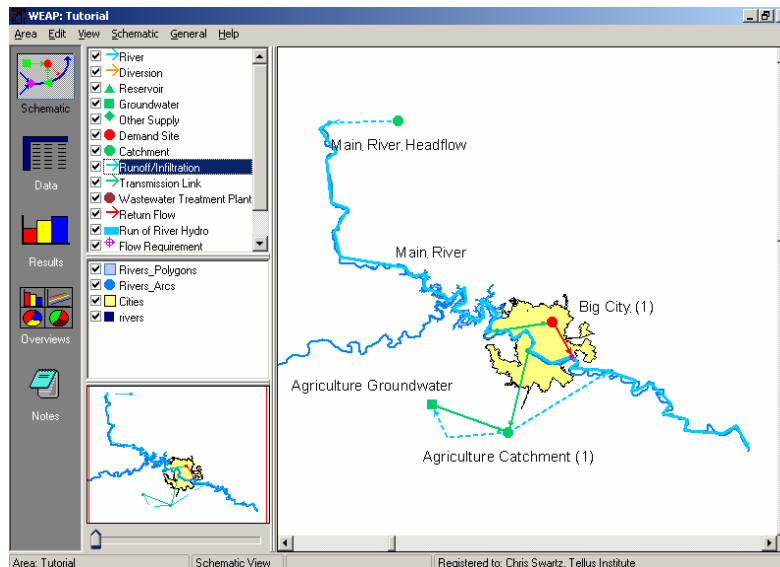 WEAP: Tutorial
Area Edit View Schematic General Help
Schematic
Data
Results
Overviews
Notes
River
Diversion
Reservoir
Groundwater
Other Supply
Demand Site
Catchment
Runoff/Infiltration
Transmission Link
Wastewater Treatment Plant
Return Flow
Run of River Hydro
Flow Requirement
Rivers_Polygons
Rivers_Arcs
Cities
rivers
Main, River, Headflow
Main, River
Big City, (1)
Agriculture Groundwater
Agriculture Catchment (1)
Area: Tutorial
Schematic View
Registered to: Chris Swartz, Tellus Institute